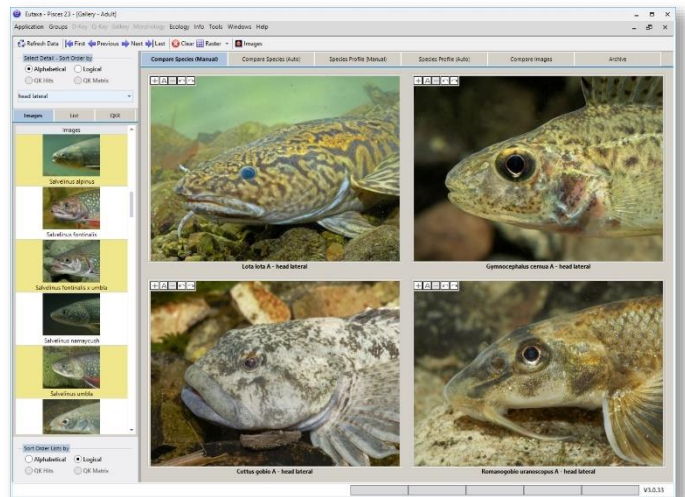 Eutaxa - Pisces 23 - [Gallery - Adult]
Application Groups D-Key Q-Key GeoKey Morphology Ecology Info Tools Windows Help
Refresh Data First Previous Next Last Clear Raster Images
Select Detail - Sort Order by
Alphabetical Logical
QK Hits QK Matrix
head lateral
Images List
Images
Salvelinus alpinus
Salvelinus fontinalis
Salvelinus fontinalis x umbla
Salvelinus namaycush
Salvelinus umbla
Sort Order Lists by
Alphabetical Logical
QK Hits QK Matrix
Compare Species (Manual) Compare Species (Auto) Species Profile (Manual) Species Profile (Auto) Compare Images Archive
Lota lota A - head lateral
Gymnocephalus cernua A - head lateral
Cottus gobio A - head lateral
Romanogobio uranoscopus A - head lateral
V3.0.33